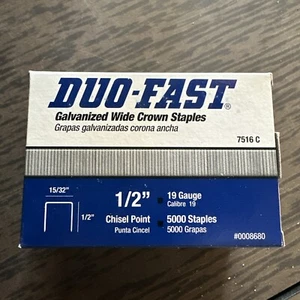 DUO-FAST®
Galvanized Wide Crown Staples
Grapas galvanizadas corona ancha
7516 C
15/32"
1/2"
1/2"
Chisel Point
Punta Cincel
19 Gauge
Calibre 19
5000 Staples
5000 Grapas
#0008680